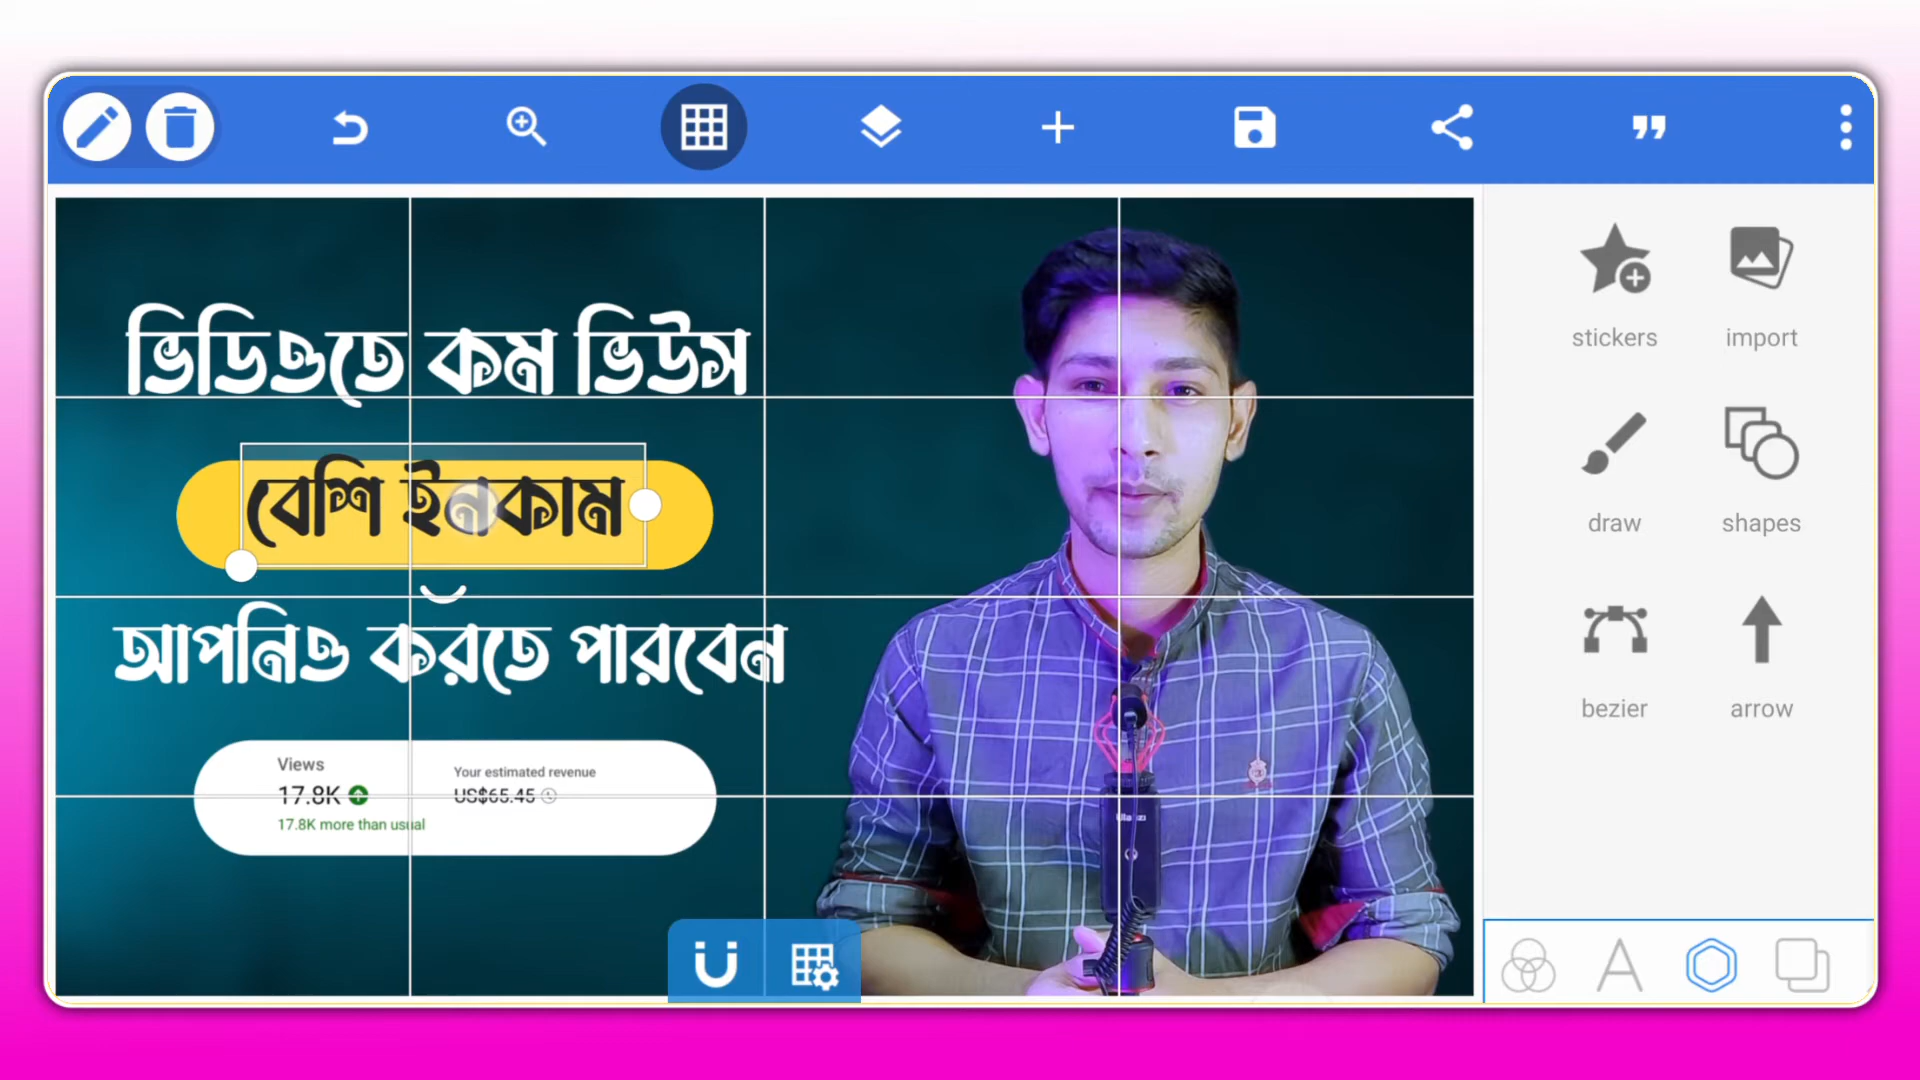 ভিডিওতে কম ভিউস
বেশি ইনকাম
আপনিও করতে পারবেন
Views
17.8K
17.8K more than usual
Your estimated revenue
US$65.45
stickers
import
draw
shapes
bezier
arrow